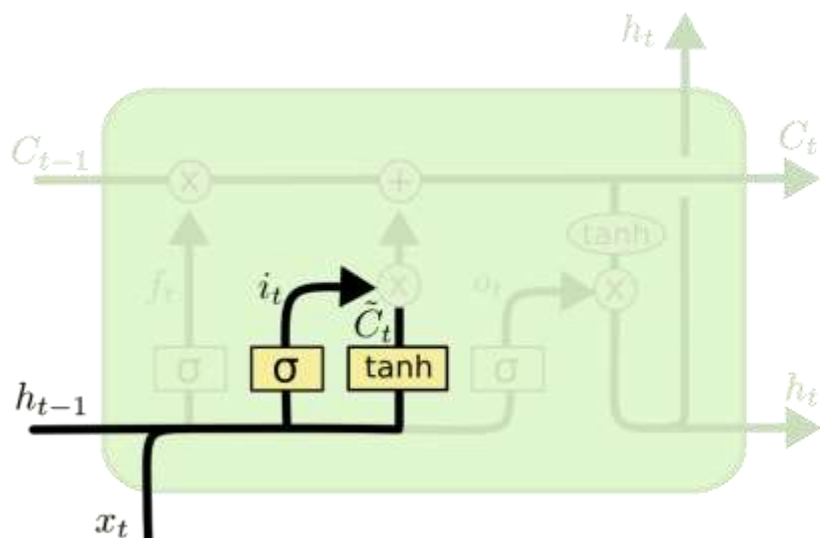 h_t
C_{t-1}
C_t
×
+
tanh
f_t
i_t
×
o_t
×
C̃_t
σ
σ
tanh
σ
h_{t-1}
h_t
x_t